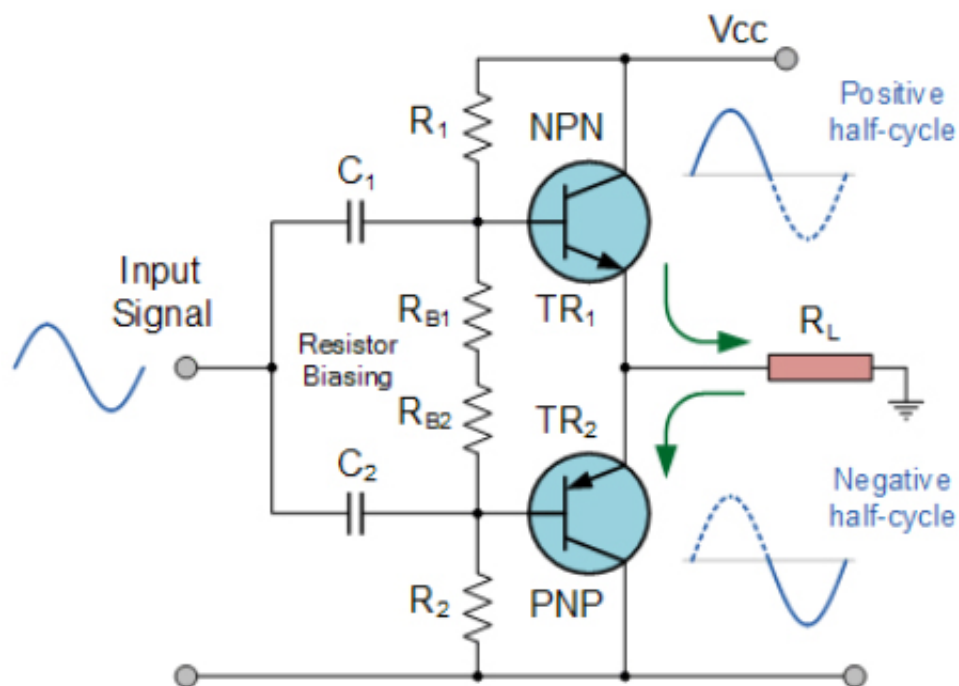 Vcc
Positive
half-cycle
R1
NPN
C1
Input
Signal
RB1
TR1
RL
Resistor
Biasing
RB2
TR2
C2
Negative
half-cycle
R2
PNP